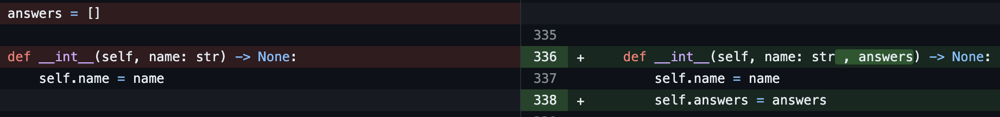 answers = []
335
def __int__(self, name: str) -> None:
336 + def __int__(self, name: str , answers) -> None:
self.name = name
337 self.name = name
338 + self.answers = answers